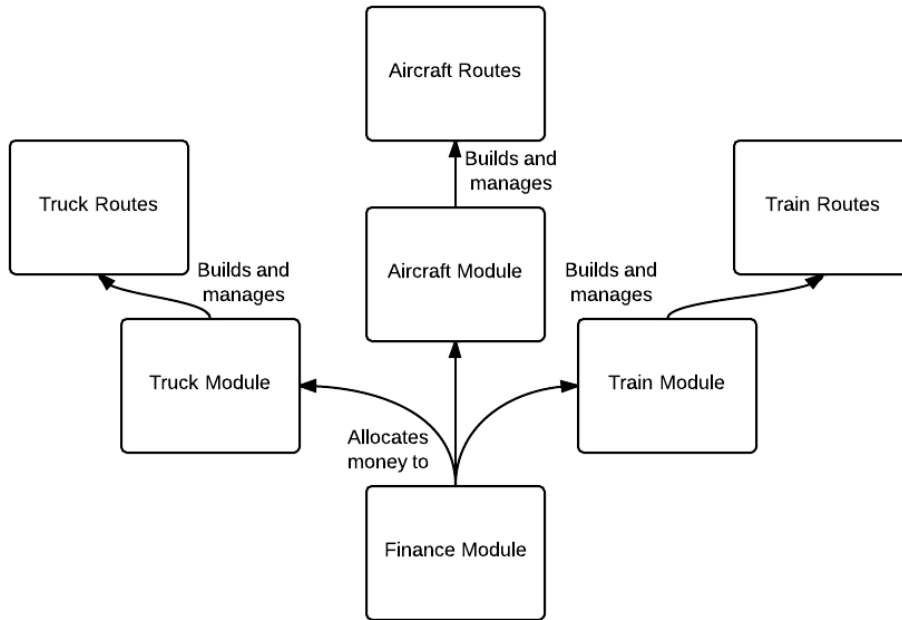 Aircraft Routes
Builds and
manages
Truck Routes
Train Routes
Aircraft Module
Builds and
manages
Builds and
manages
Truck Module
Train Module
Allocates
money to
Finance Module